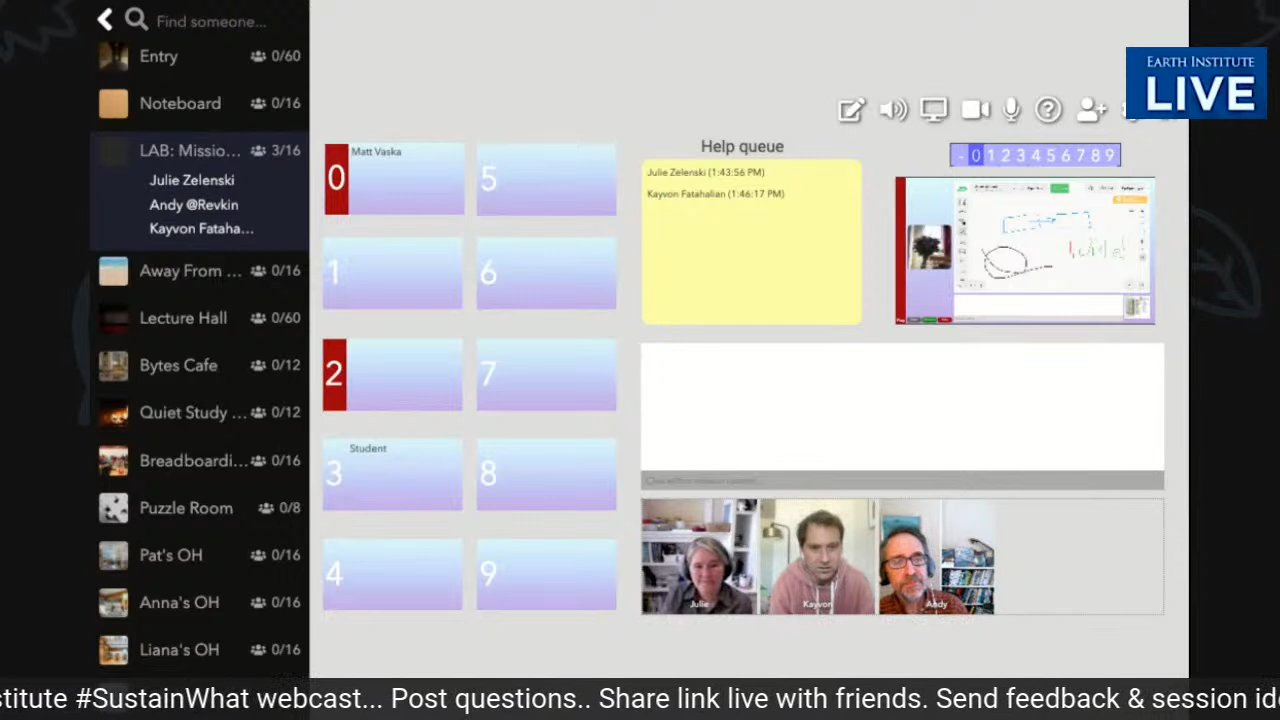 Find someone...
Entry 0/60
Noteboard 0/16
LAB: Missio... 3/16
Julie Zelenski
Andy @Revkin
Kayvon Fataha...
Away From ... 0/16
Lecture Hall 0/60
Bytes Cafe 0/12
Quiet Study ... 0/12
Breadboardi... 0/16
Puzzle Room 0/8
Pat's OH 0/16
Anna's OH 0/16
Liana's OH 0/16
EARTH INSTITUTE
LIVE
0 Matt Vaska
1
2
3 Student
4
5
6
7
8
9
Help queue
Julie Zelenski (1:43:56 PM)
Kayvon Fatahalian (1:46:17 PM)
- 0 1 2 3 4 5 6 7 8 9
Julie
Kayvon
Andy
stitute #SustainWhat webcast... Post questions.. Share link live with friends. Send feedback & session ide